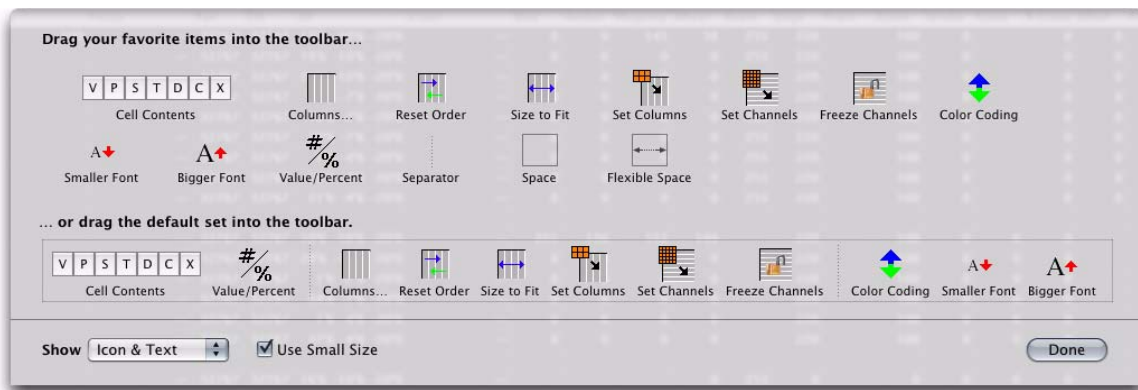 Drag your favorite items into the toolbar...
V P S T D C X
Cell Contents Columns... Reset Order Size to Fit Set Columns Set Channels Freeze Channels Color Coding
A A # / %
Smaller Font Bigger Font Value/Percent Separator Space Flexible Space
... or drag the default set into the toolbar.
V P S T D C X # / % A A
Cell Contents Value/Percent Columns... Reset Order Size to Fit Set Columns Set Channels Freeze Channels Color Coding Smaller Font Bigger Font
Show Icon & Text Use Small Size Done